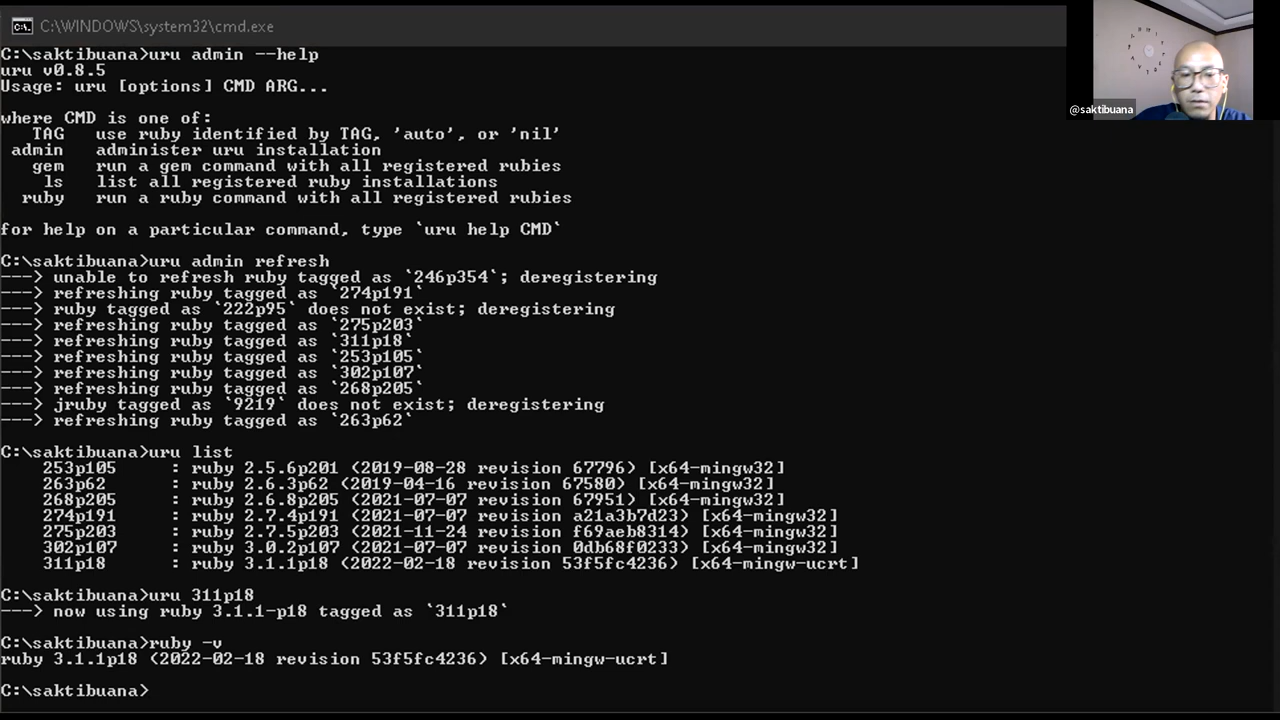 C:\WINDOWS\system32\cmd.exe
C:\saktibuana>uru admin --help
uru v0.8.5
Usage: uru [options] CMD ARG...
where CMD is one of:
TAG   use ruby identified by TAG, 'auto', or 'nil'
admin   administer uru installation
gem   run a gem command with all registered rubies
ls   list all registered ruby installations
ruby   run a ruby command with all registered rubies
for help on a particular command, type `uru help CMD`
C:\saktibuana>uru admin refresh
---> unable to refresh ruby tagged as `246p354`; deregistering
---> refreshing ruby tagged as `274p191`
---> ruby tagged as `222p95` does not exist; deregistering
---> refreshing ruby tagged as `275p203`
---> refreshing ruby tagged as `311p18`
---> refreshing ruby tagged as `253p105`
---> refreshing ruby tagged as `302p107`
---> refreshing ruby tagged as `268p205`
---> jruby tagged as `9219` does not exist; deregistering
---> refreshing ruby tagged as `263p62`
C:\saktibuana>uru list
253p105     : ruby 2.5.6p201 (2019-08-28 revision 67796) [x64-mingw32]
263p62      : ruby 2.6.3p62 (2019-04-16 revision 67580) [x64-mingw32]
268p205     : ruby 2.6.8p205 (2021-07-07 revision 67951) [x64-mingw32]
274p191     : ruby 2.7.4p191 (2021-07-07 revision a21a3b7d23) [x64-mingw32]
275p203     : ruby 2.7.5p203 (2021-11-24 revision f69aeb8314) [x64-mingw32]
302p107     : ruby 3.0.2p107 (2021-07-07 revision 0db68f0233) [x64-mingw32]
311p18      : ruby 3.1.1p18 (2022-02-18 revision 53f5fc4236) [x64-mingw-ucrt]
C:\saktibuana>uru 311p18
---> now using ruby 3.1.1-p18 tagged as `311p18`
C:\saktibuana>ruby -v
ruby 3.1.1p18 (2022-02-18 revision 53f5fc4236) [x64-mingw-ucrt]
C:\saktibuana>
@saktibuana